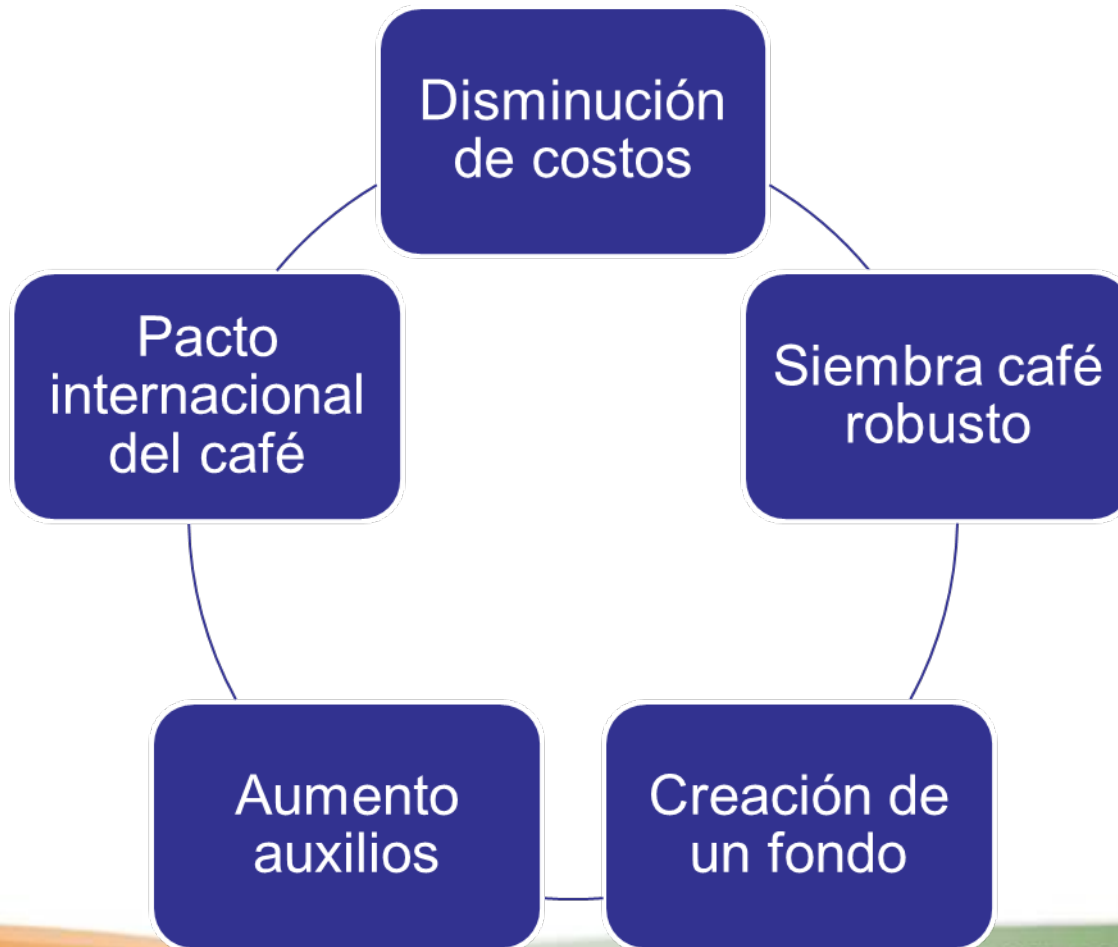 Disminución
de costos
Siembra café
robusto
Creación de
un fondo
Aumento
auxilios
Pacto
internacional
del café